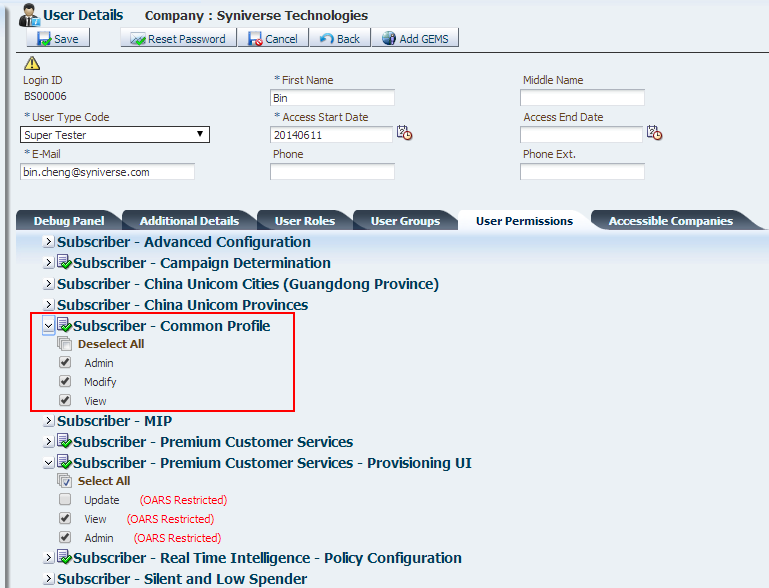 User Details Company : Syniverse Technologies
Save Reset Password Cancel Back Add GEMS
Login ID * First Name Middle Name
BS00006 Bin
* User Type Code * Access Start Date Access End Date
Super Tester 20140611
* E-Mail Phone Phone Ext.
bin.cheng@syniverse.com
Debug Panel Additional Details User Roles User Groups User Permissions Accessible Companies
Subscriber - Advanced Configuration
Subscriber - Campaign Determination
Subscriber - China Unicom Cities (Guangdong Province)
Subscriber - China Unicom Provinces
Subscriber - Common Profile
Deselect All
Admin
Modify
View
Subscriber - MIP
Subscriber - Premium Customer Services
Subscriber - Premium Customer Services - Provisioning UI
Select All
Update (OARS Restricted)
View (OARS Restricted)
Admin (OARS Restricted)
Subscriber - Real Time Intelligence - Policy Configuration
Subscriber - Silent and Low Spender